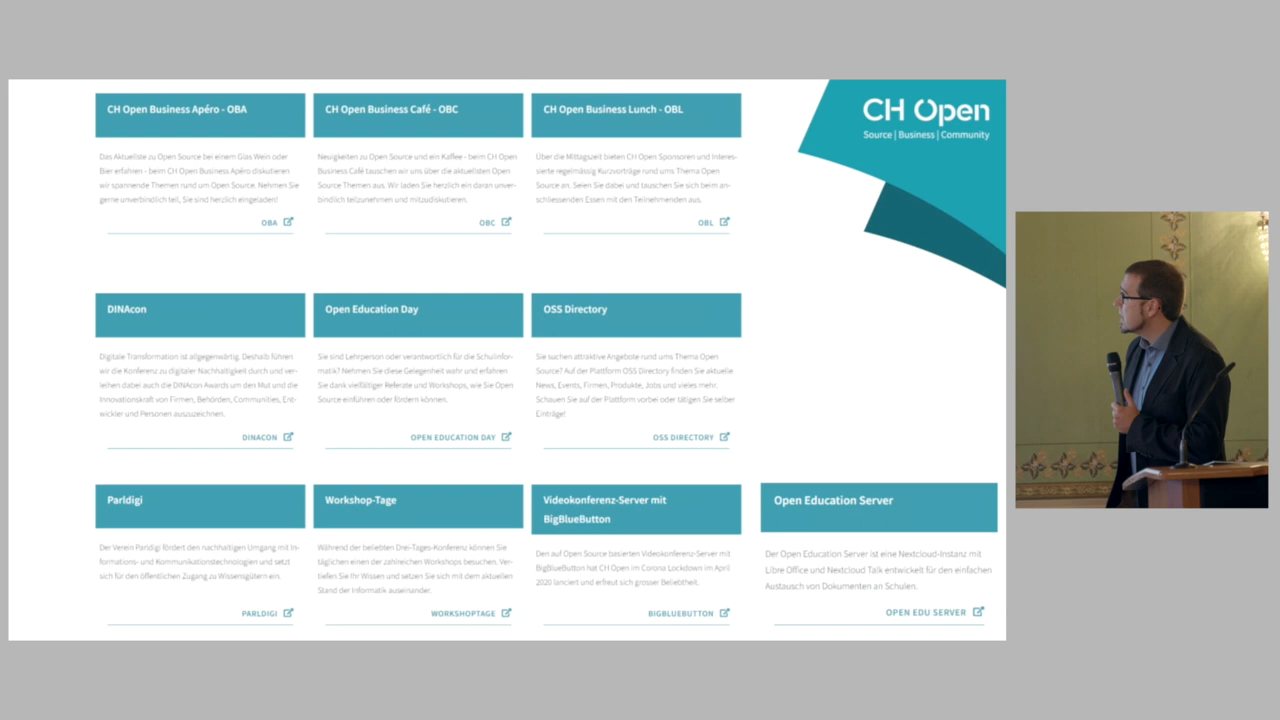 CH Open
Source | Business | Community
CH Open Business Apéro - OBA
Das Aktuellste zu Open Source bei einem Glas Wein oder
Bier erfahren - beim CH Open Business Apéro diskutieren
wir spannende Themen rund um Open Source. Nehmen Sie
gerne unverbindlich teil, Sie sind herzlich eingeladen!
OBA
CH Open Business Café - OBC
Neuigkeiten zu Open Source und ein Kaffee - beim CH Open
Business Café tauschen wir uns über die aktuellsten Open
Source Themen aus. Wir laden Sie herzlich ein daran unver-
bindlich teilzunehmen und mitzudiskutieren.
OBC
CH Open Business Lunch - OBL
Über die Mittagszeit bieten CH Open Sponsoren und Interes-
sierte regelmässig Kurzvorträge rund ums Thema Open
Source an. Seien Sie dabei und tauschen Sie sich beim an-
schliessenden Essen mit den Teilnehmenden aus.
OBL
DINAcon
Digitale Transformation ist allgegenwärtig. Deshalb führen
wir die Konferenz zu digitaler Nachhaltigkeit durch und ver-
leihen dabei auch die DINAcon Awards um den Mut und die
Innovationskraft von Firmen, Behörden, Communities, Ent-
wickler und Personen auszuzeichnen.
DINACON
Open Education Day
Sie sind Lehrperson oder verantwortlich für die Schulinfor-
matik? Nehmen Sie diese Gelegenheit wahr und erfahren
Sie dank vielfältiger Referate und Workshops, wie Sie Open
Source einführen oder fördern können.
OPEN EDUCATION DAY
OSS Directory
Sie suchen attraktive Angebote rund ums Thema Open
Source? Auf der Plattform OSS Directory finden Sie aktuelle
News, Events, Firmen, Produkte, Jobs und vieles mehr.
Schauen Sie auf der Plattform vorbei oder tätigen Sie selber
Einträge!
OSS DIRECTORY
Parldigi
Der Verein Parldigi fördert den nachhaltigen Umgang mit In-
formations- und Kommunikationstechnologien und setzt
sich für den öffentlichen Zugang zu Wissensgütern ein.
PARLDIGI
Workshop-Tage
Während der beliebten Drei-Tages-Konferenz können Sie
täglichen einen der zahlreichen Workshops besuchen. Ver-
tiefen Sie Ihr Wissen und setzen Sie sich mit dem aktuellen
Stand der Informatik auseinander.
WORKSHOPTAGE
Videokonferenz-Server mit
BigBlueButton
Den auf Open Source basierten Videokonferenz-Server mit
BigBlueButton hat CH Open im Corona Lockdown im April
2020 lanciert und erfreut sich grosser Beliebtheit.
BIGBLUEBUTTON
Open Education Server
Der Open Education Server ist eine Nextcloud-Instanz mit
Libre Office und Nextcloud Talk entwickelt für den einfachen
Austausch von Dokumenten an Schulen.
OPEN EDU SERVER